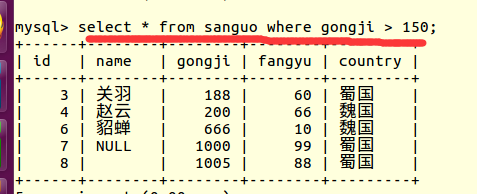 mysql> select * from sanguo where gongji > 150;
+------+--------+--------+--------+---------+
| id | name | gongji | fangyu | country |
+------+--------+--------+--------+---------+
| 3 | 关羽 | 188 | 60 | 蜀国 |
| 4 | 赵云 | 200 | 66 | 魏国 |
| 6 | 貂蝉 | 666 | 10 | 魏国 |
| 7 | NULL | 1000 | 99 | 蜀国 |
| 8 | | 1005 | 88 | 蜀国 |
+------+--------+--------+--------+---------+